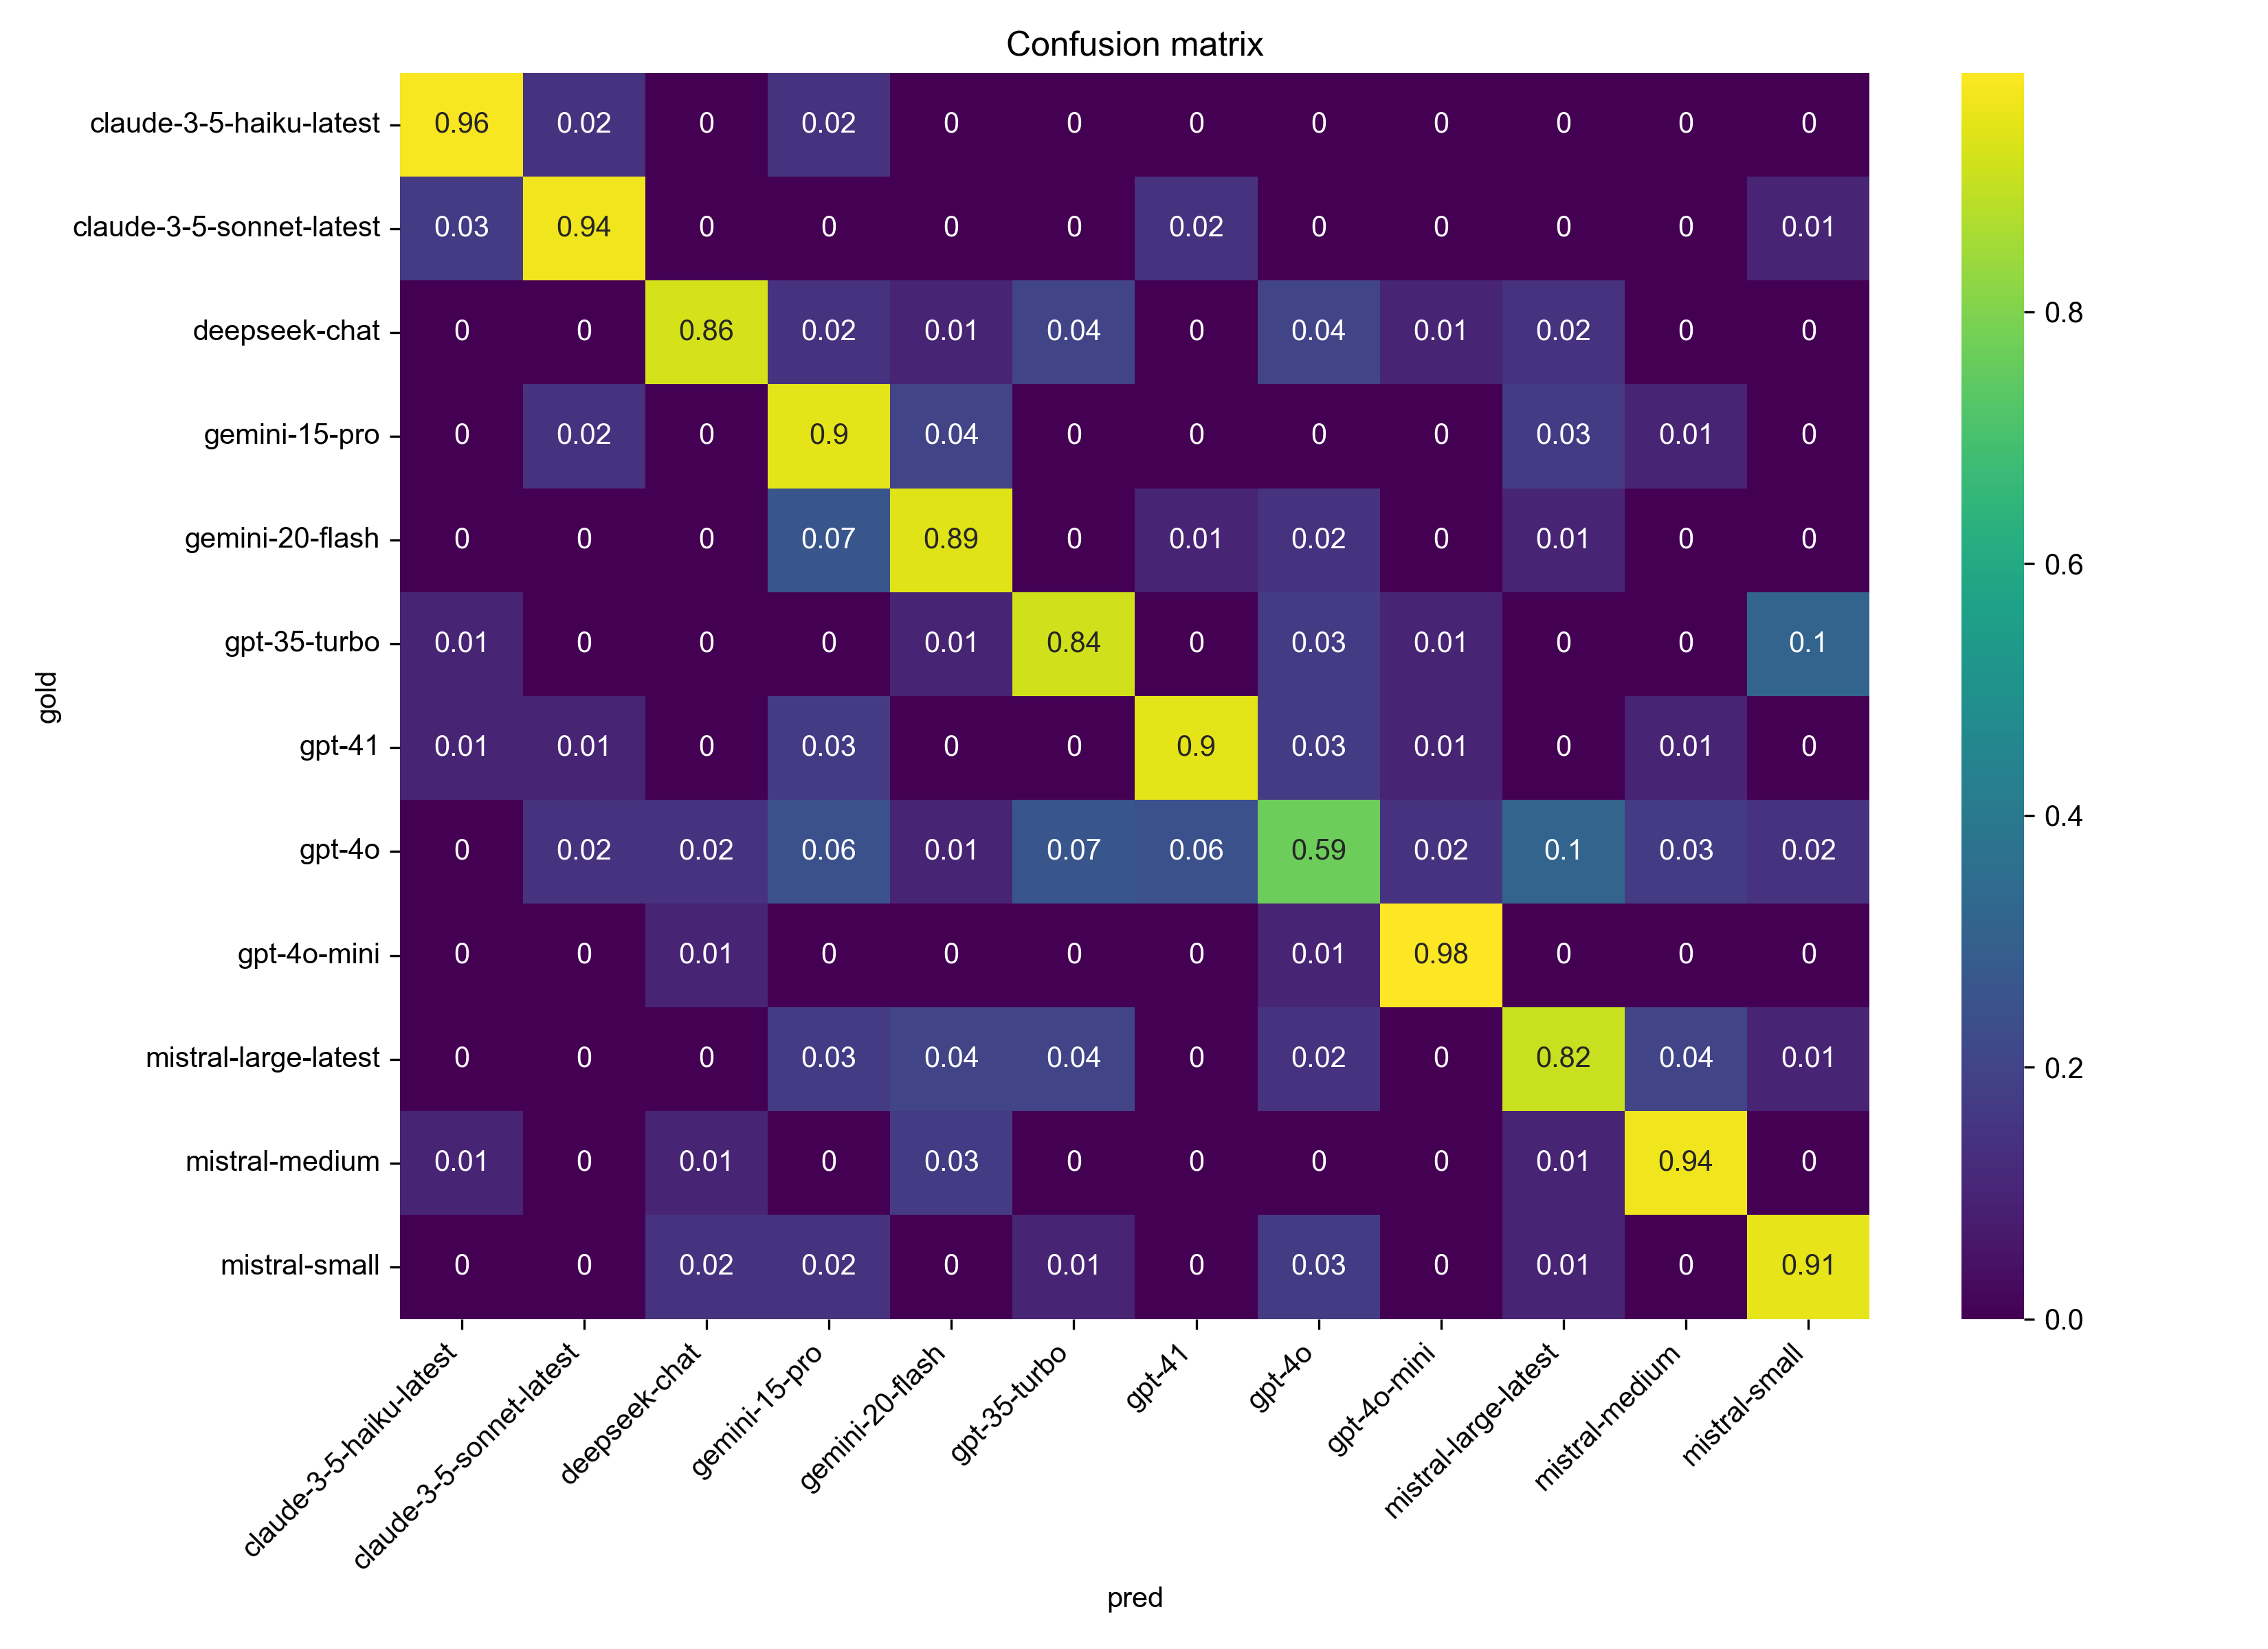 Confusion matrix
claude-3-5-haiku-latest 0.96 0.02 0 0.02 0 0 0 0 0 0 0 0
claude-3-5-sonnet-latest 0.03 0.94 0 0 0 0 0.02 0 0 0 0 0.01
deepseek-chat 0 0 0.86 0.02 0.01 0.04 0 0.04 0.01 0.02 0 0
gemini-15-pro 0 0.02 0 0.9 0.04 0 0 0 0 0.03 0.01 0
gemini-20-flash 0 0 0 0.07 0.89 0 0.01 0.02 0 0.01 0 0
gpt-35-turbo 0.01 0 0 0 0.01 0.84 0 0.03 0.01 0 0 0.1
gpt-41 0.01 0.01 0 0.03 0 0 0.9 0.03 0.01 0 0.01 0
gpt-4o 0 0.02 0.02 0.06 0.01 0.07 0.06 0.59 0.02 0.1 0.03 0.02
gpt-4o-mini 0 0 0.01 0 0 0 0 0.01 0.98 0 0 0
mistral-large-latest 0 0 0 0.03 0.04 0.04 0 0.02 0 0.82 0.04 0.01
mistral-medium 0.01 0 0.01 0 0.03 0 0 0 0 0.01 0.94 0
mistral-small 0 0 0.02 0.02 0 0.01 0 0.03 0 0.01 0 0.91
gold
claude-3-5-haiku-latest
claude-3-5-sonnet-latest
deepseek-chat
gemini-15-pro
gemini-20-flash
gpt-35-turbo
gpt-41
gpt-4o
gpt-4o-mini
mistral-large-latest
mistral-medium
mistral-small
pred
0.8
0.6
0.4
0.2
0.0